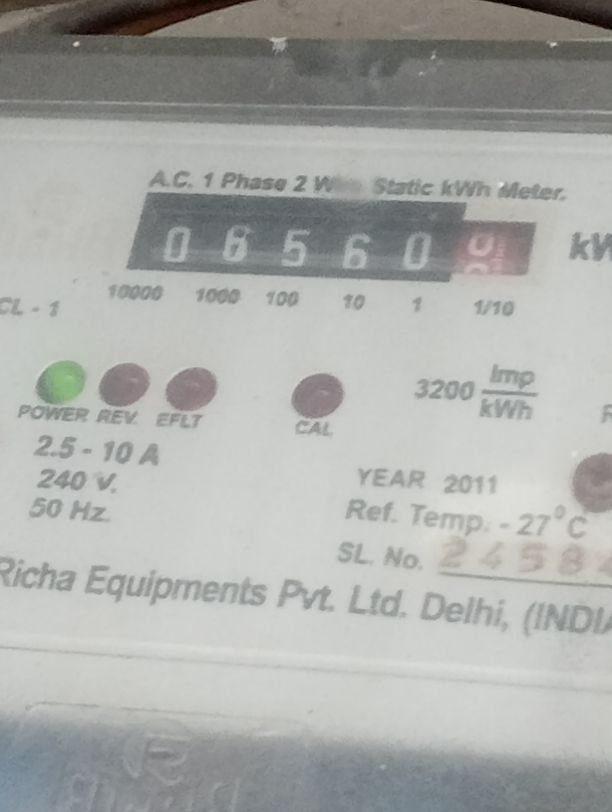 A.C. 1 Phase 2 W Static kWh Meter.
0 6 5 6 0
10000 1000 100 10 1 1/10
CL - 1
3200 Imp/kWh
POWER REV. EFLT CAL
2.5 - 10 A
240 V.
50 Hz.
YEAR 2011
Ref. Temp. - 27°C
SL. No. 2458
Richa Equipments Pvt. Ltd. Delhi, (INDIA